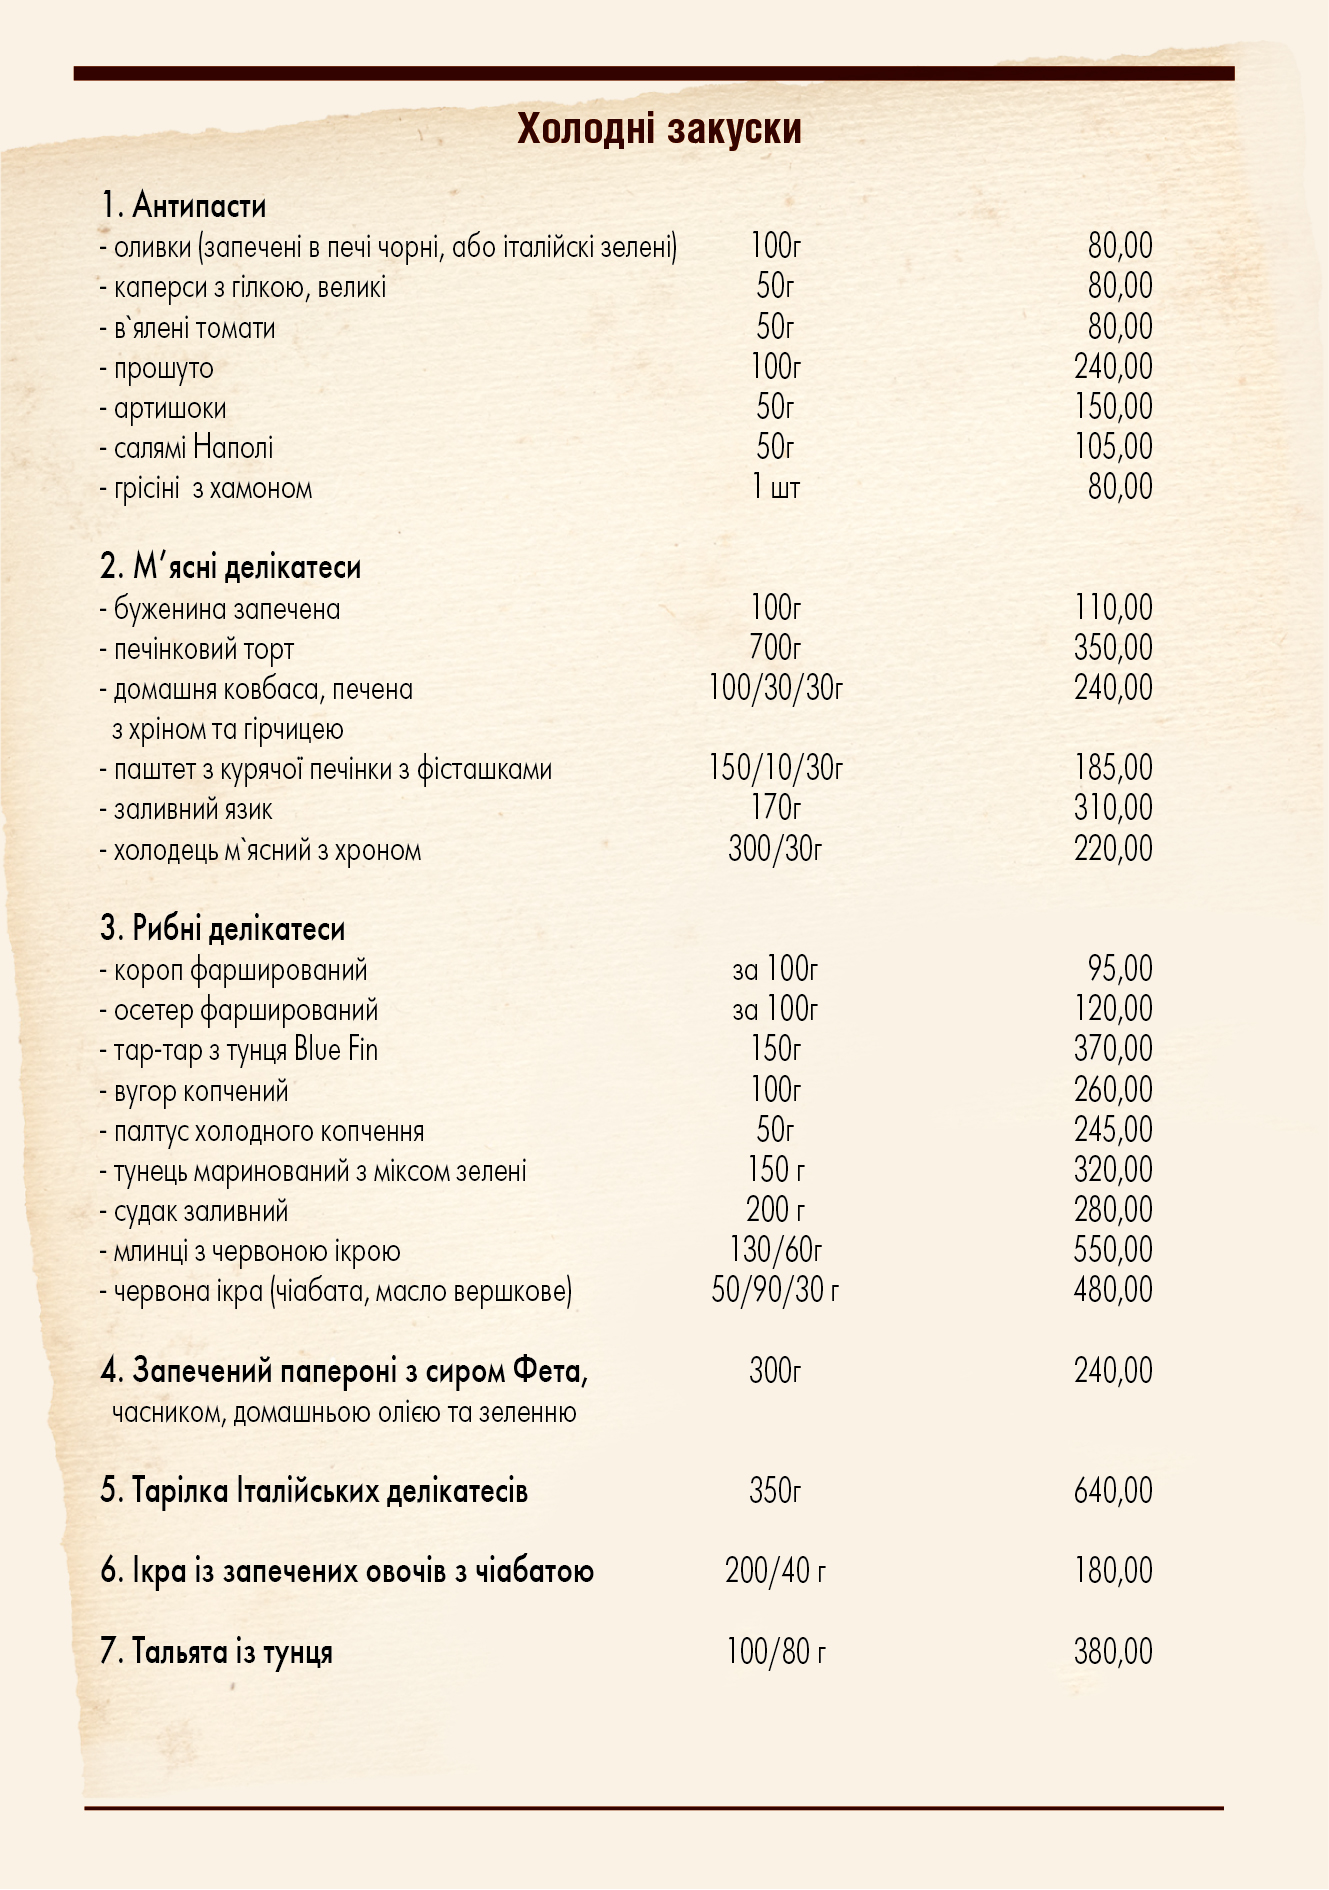 Холодні закуски
1. Антипасти
- оливки (запечені в печі чорні, або італійскі зелені) 100г 80,00
- каперси з гілкою, великі 50г 80,00
- в`ялені томати 50г 80,00
- прошуто 100г 240,00
- артишоки 50г 150,00
- салямі Наполі 50г 105,00
- грісіні з хамоном 1 шт 80,00
2. М’ясні делікатеси
- буженина запечена 100г 110,00
- печінковий торт 700г 350,00
- домашня ковбаса, печена 100/30/30г 240,00
з хріном та гірчицею
- паштет з курячої печінки з фісташками 150/10/30г 185,00
- заливний язик 170г 310,00
- холодець м`ясний з хроном 300/30г 220,00
3. Рибні делікатеси
- короп фарширований за 100г 95,00
- осетер фарширований за 100г 120,00
- тар-тар з тунця Blue Fin 150г 370,00
- вугор копчений 100г 260,00
- палтус холодного копчення 50г 245,00
- тунець маринований з міксом зелені 150 г 320,00
- судак заливний 200 г 280,00
- млинці з червоною ікрою 130/60г 550,00
- червона ікра (чіабата, масло вершкове) 50/90/30 г 480,00
4. Запечений папероні з сиром Фета, 300г 240,00
часником, домашньою олією та зеленню
5. Тарілка Італійських делікатесів 350г 640,00
6. Ікра із запечених овочів з чіабатою 200/40 г 180,00
7. Тальята із тунця 100/80 г 380,00